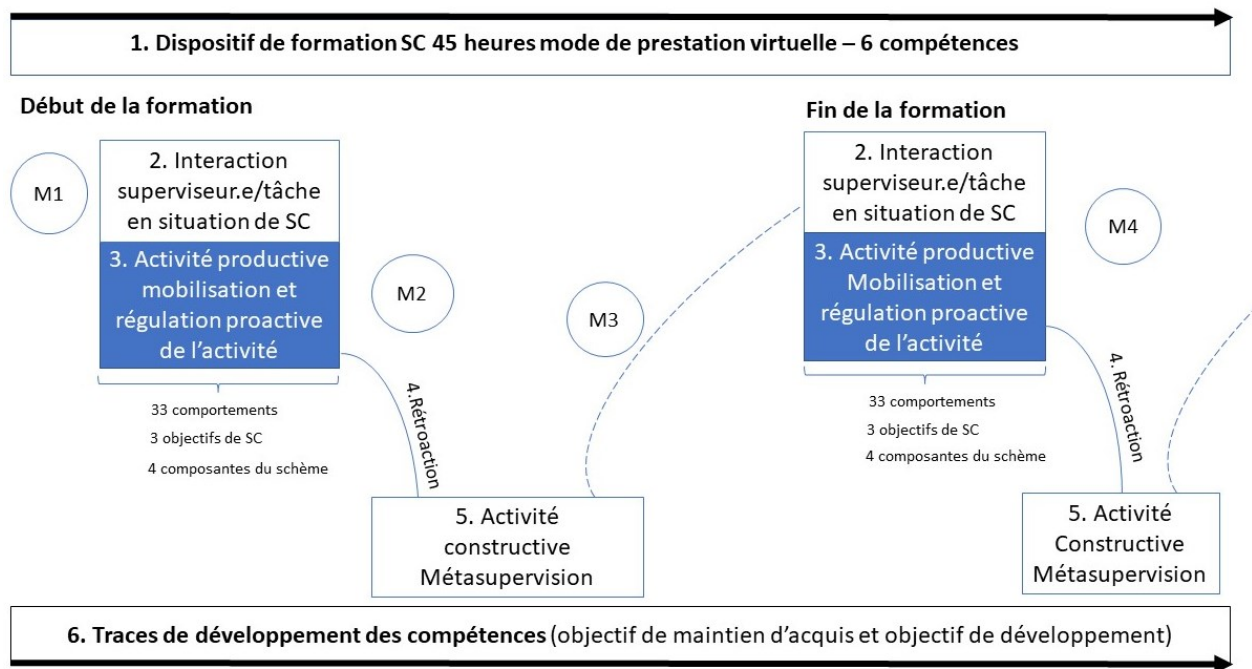 1. Dispositif de formation SC 45 heures mode de prestation virtuelle – 6 compétences
Début de la formation
M1
2. Interaction
superviseur.e/tâche
en situation de SC
3. Activité productive
mobilisation et
régulation proactive
de l'activité
33 comportements
3 objectifs de SC
4 composantes du schème
M2
4.Rétroaction
5. Activité
constructive
Métasupervision
M3
Fin de la formation
2. Interaction
superviseur.e/tâche
en situation de SC
3. Activité productive
Mobilisation et
régulation proactive
de l'activité
33 comportements
3 objectifs de SC
4 composantes du schème
M4
4. Rétroaction
5. Activité
Constructive
Métasupervision
6. Traces de développement des compétences (objectif de maintien d'acquis et objectif de développement)